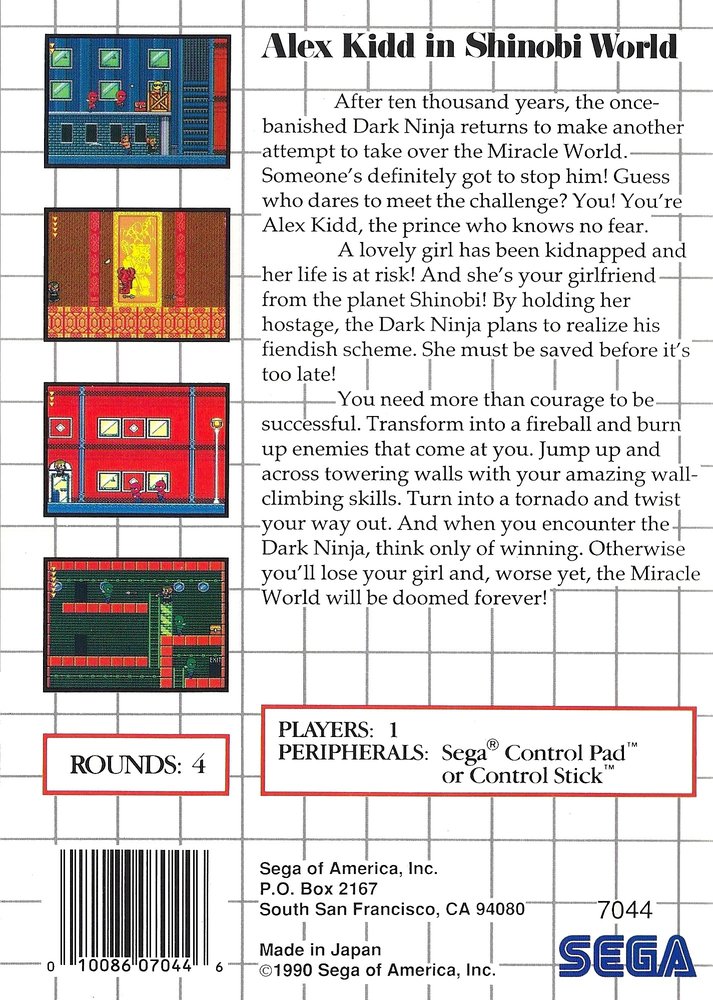 Alex Kidd in Shinobi World
After ten thousand years, the once-
banished Dark Ninja returns to make another
attempt to take over the Miracle World.
Someone's definitely got to stop him! Guess
who dares to meet the challenge? You! You're
Alex Kidd, the prince who knows no fear.
A lovely girl has been kidnapped and
her life is at risk! And she's your girlfriend
from the planet Shinobi! By holding her
hostage, the Dark Ninja plans to realize his
fiendish scheme. She must be saved before it's
too late!
You need more than courage to be
successful. Transform into a fireball and burn
up enemies that come at you. Jump up and
across towering walls with your amazing wall-
climbing skills. Turn into a tornado and twist
your way out. And when you encounter the
Dark Ninja, think only of winning. Otherwise
you'll lose your girl and, worse yet, the Miracle
World will be doomed forever!
EXIT
ROUNDS: 4
PLAYERS: 1
PERIPHERALS: Sega® Control Pad™
or Control Stick™
0 10086 07044 6
Sega of America, Inc.
P.O. Box 2167
South San Francisco, CA 94080
Made in Japan
©1990 Sega of America, Inc.
7044
SEGA